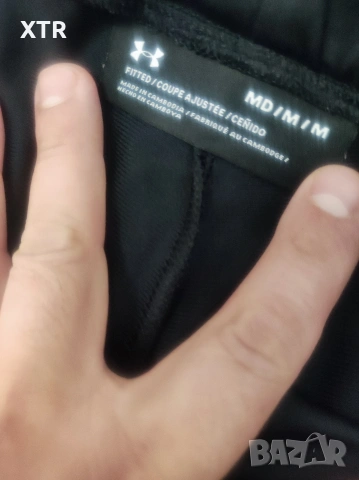 XTR
MD/M/M
FITTED/COUPE AJUSTÉE/CEÑIDO
MADE IN CAMBODIA/FABRIQUÉ AU CAMBODGE/
HECHO EN CAMBOYA
BAZAR